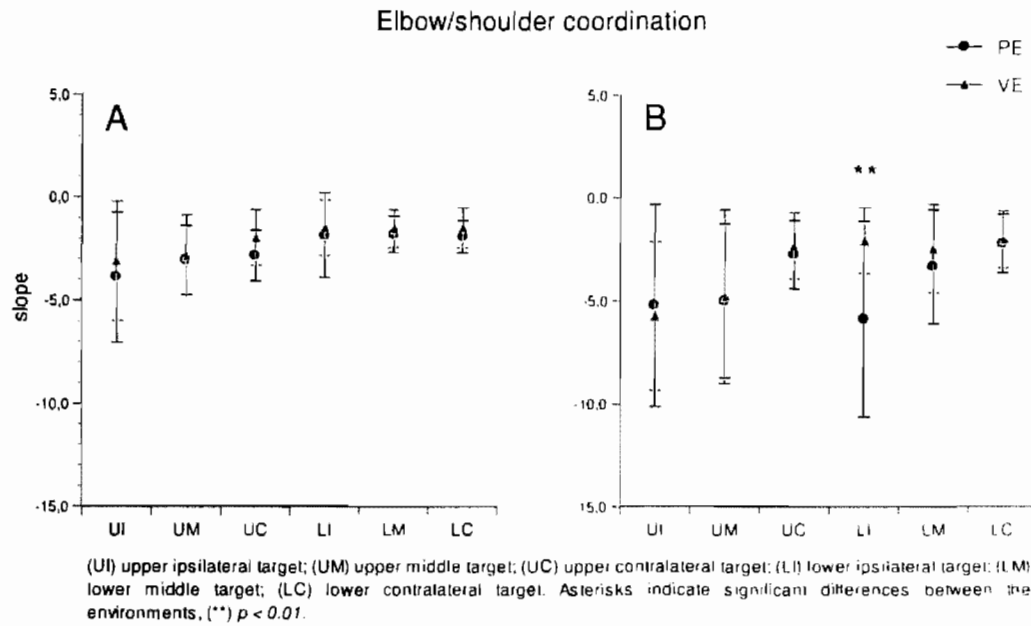 Elbow/shoulder coordination
PE
VE
A
5,0
0,0
-5,0
-10,0
-15,0
slope
UI UM UC LI LM LC
B
5.0
**
0.0
-5.0
-10.0
15.0
UI UM UC LI LM LC
(UI) upper ipsilateral target; (UM) upper middle target; (UC) upper contralateral target; (LI) lower ipsilateral target; (LM)
lower middle target; (LC) lower contralateral target. Asterisks indicate significant differences between the
environments, (**) p < 0.01.